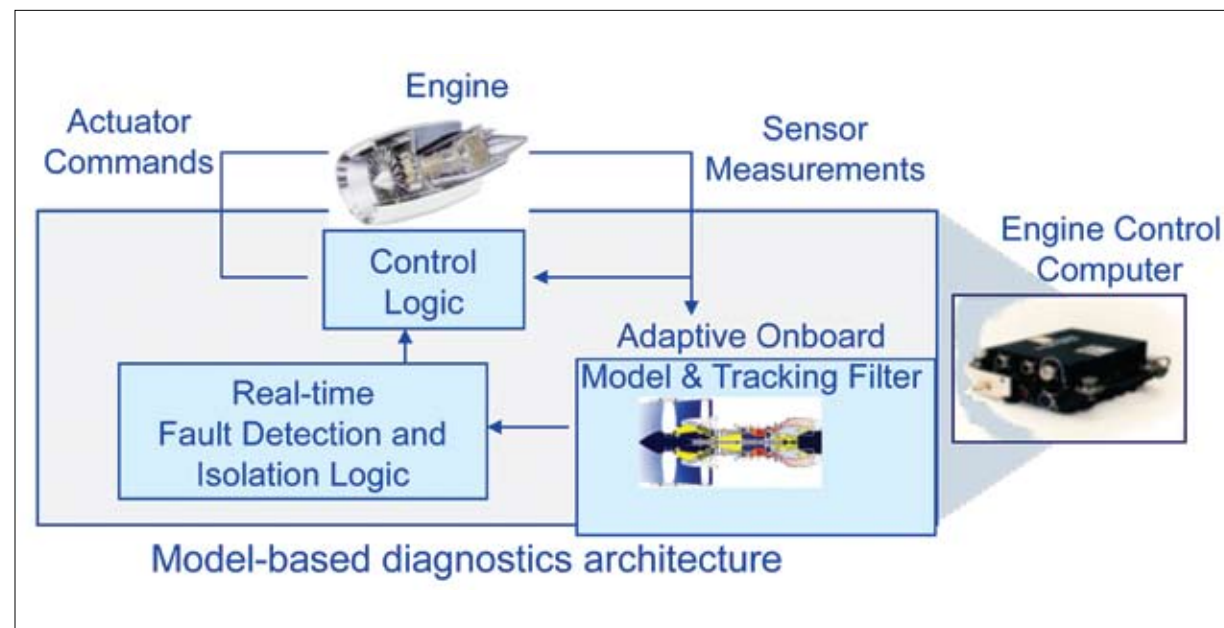 Engine
Actuator
Commands
Sensor
Measurements
Engine Control
Computer
Control
Logic
Adaptive Onboard
Model & Tracking Filter
Real-time
Fault Detection and
Isolation Logic
Model-based diagnostics architecture